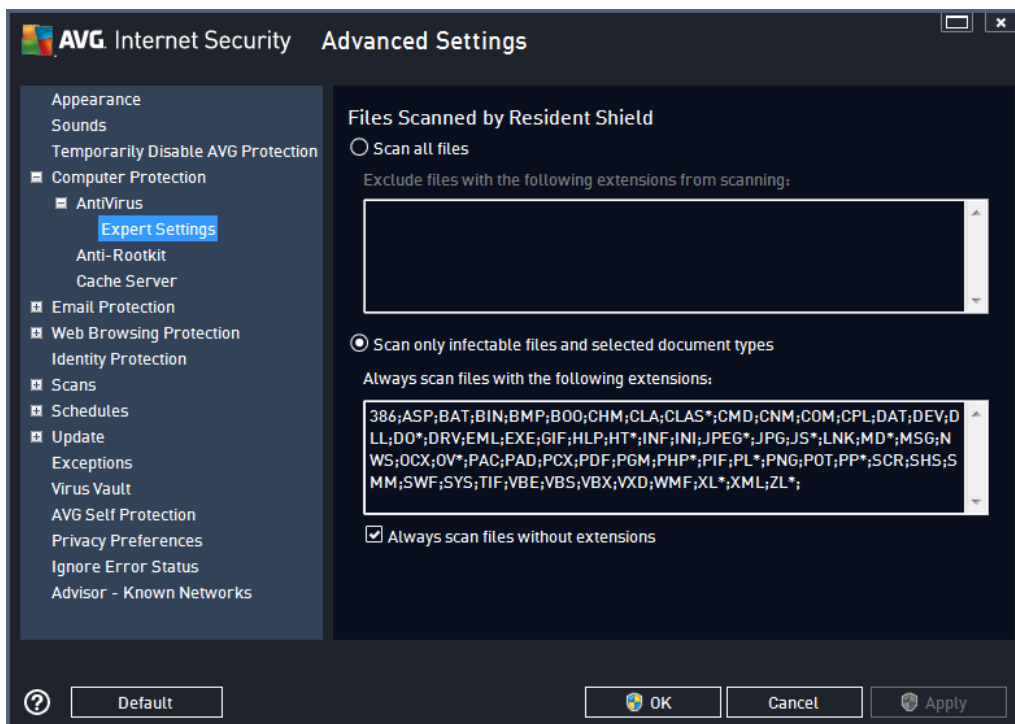 AVG. Internet Security Advanced Settings
Appearance
Sounds
Temporarily Disable AVG Protection
Computer Protection
AntiVirus
Expert Settings
Anti-Rootkit
Cache Server
Email Protection
Web Browsing Protection
Identity Protection
Scans
Schedules
Update
Exceptions
Virus Vault
AVG Self Protection
Privacy Preferences
Ignore Error Status
Advisor - Known Networks
Files Scanned by Resident Shield
Scan all files
Exclude files with the following extensions from scanning:
Scan only infectable files and selected document types
Always scan files with the following extensions:
386;ASP;BAT;BIN;BMP;BOO;CHM;CLA;CLAS*;CMD;CNM;COM;CPL;DAT;DEV;D
LL;DO*;DRV;EML;EXE;GIF;HLP;HT*;INF;INI;JPEG*;JPG;JS*;LNK;MD*;MSG;N
WS;OCX;OV*;PAC;PAD;PCX;PDF;PGM;PHP*;PIF;PL*;PNG;POT;PP*;SCR;SHS;S
MM;SWF;SYS;TIF;VBE;VBS;VBX;VXD;WMF;XL*;XML;ZL*;
Always scan files without extensions
Default
OK
Cancel
Apply